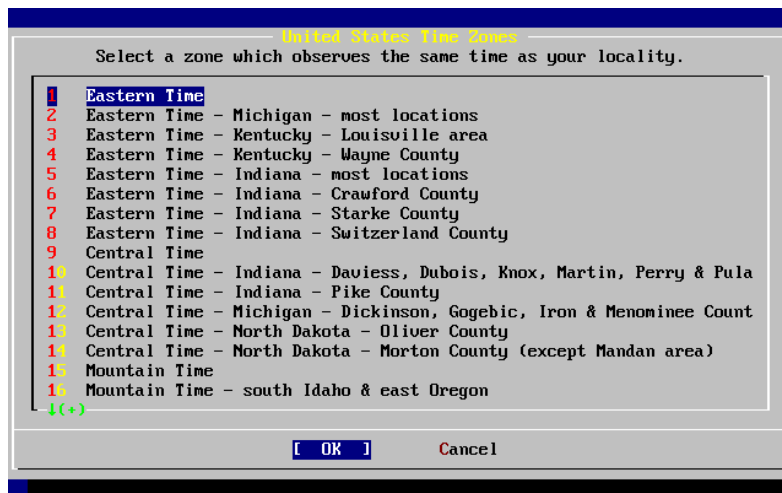 United States Time Zones
Select a zone which observes the same time as your locality.
1 Eastern Time
2 Eastern Time - Michigan - most locations
3 Eastern Time - Kentucky - Louisville area
4 Eastern Time - Kentucky - Wayne County
5 Eastern Time - Indiana - most locations
6 Eastern Time - Indiana - Crawford County
7 Eastern Time - Indiana - Starke County
8 Eastern Time - Indiana - Switzerland County
9 Central Time
10 Central Time - Indiana - Daviess, Dubois, Knox, Martin, Perry & Pula
11 Central Time - Indiana - Pike County
12 Central Time - Michigan - Dickinson, Gogebic, Iron & Menominee Count
13 Central Time - North Dakota - Oliver County
14 Central Time - North Dakota - Morton County (except Mandan area)
15 Mountain Time
16 Mountain Time - south Idaho & east Oregon
↓(+)
[ OK ] Cancel